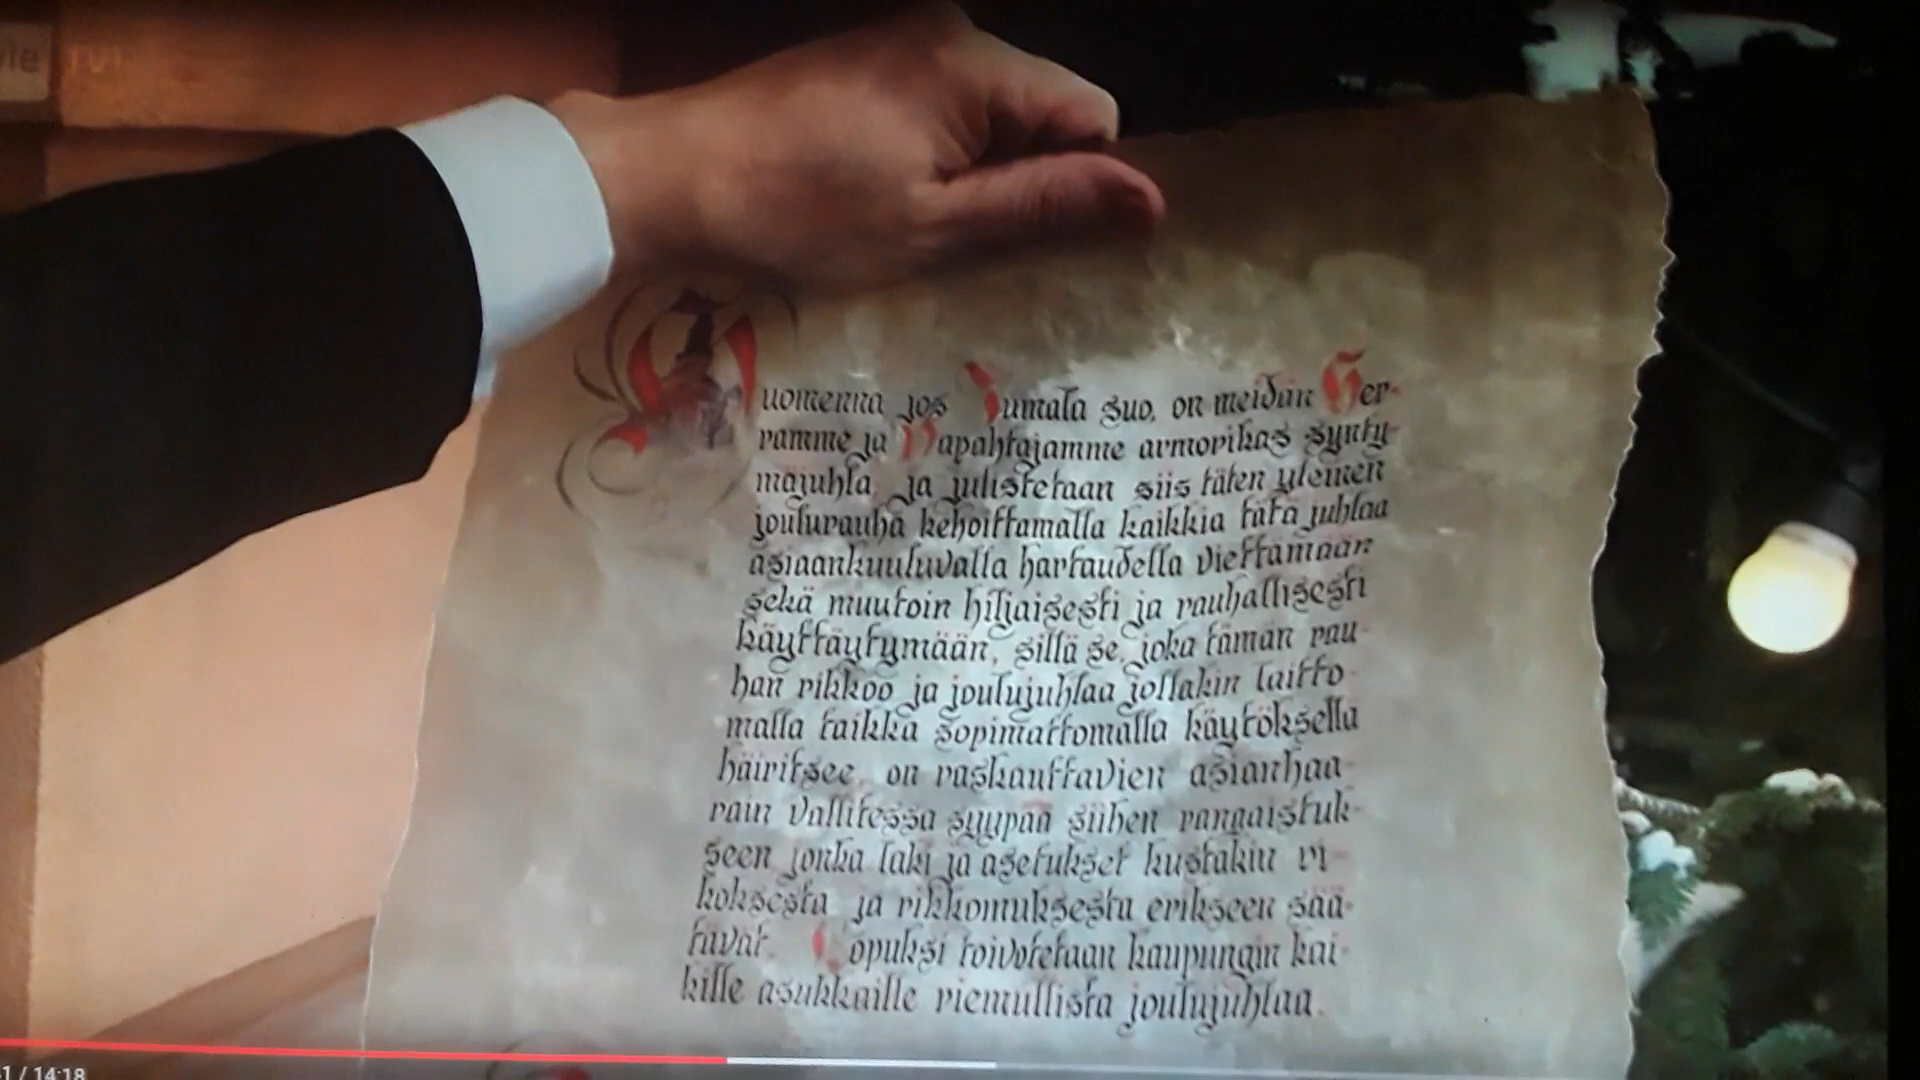 yle TV1
Huomenna, jos Jumala suo, on meidän Her-
ramme ja Vapahtajamme armorikas synty-
mäjuhla, ja julistetaan siis täten yleinen
joulurauha kehoittamalla kaikkia tätä juhlaa
asiaankuuluvalla hartaudella viettämään
sekä muutoin hiljaisesti ja rauhallisesti
käyttäytymään, sillä se, joka tämän rau-
han rikkoo ja joulujuhlaa jollakin laitto-
malla taikka sopimattomalla käytöksella
häiritsee, on raskauttavien asianhaa-
rain vallitessa syypää siihen rangaistuk-
seen, jonka laki ja asetukset kustakin ri-
koksesta ja rikkomuksesta erikseen sää-
tävät. Lopuksi toivotetaan kaupungin kai-
kille asukkaille riemullista joulujuhlaa.
1 / 14:18